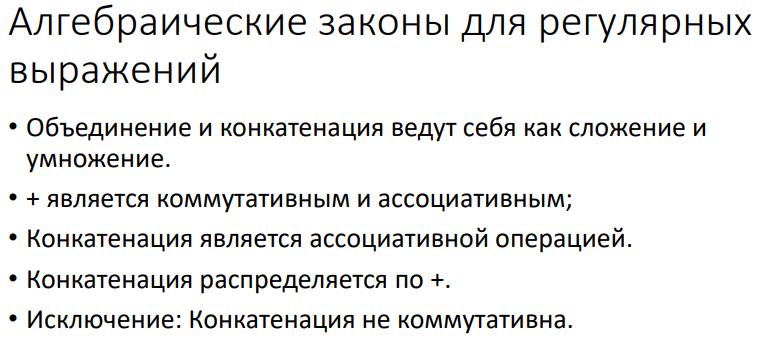 Алгебраические законы для регулярных
выражений
• Объединение и конкатенация ведут себя как сложение и
умножение.
• + является коммутативным и ассоциативным;
• Конкатенация является ассоциативной операцией.
• Конкатенация распределяется по +.
• Исключение: Конкатенация не коммутативна.